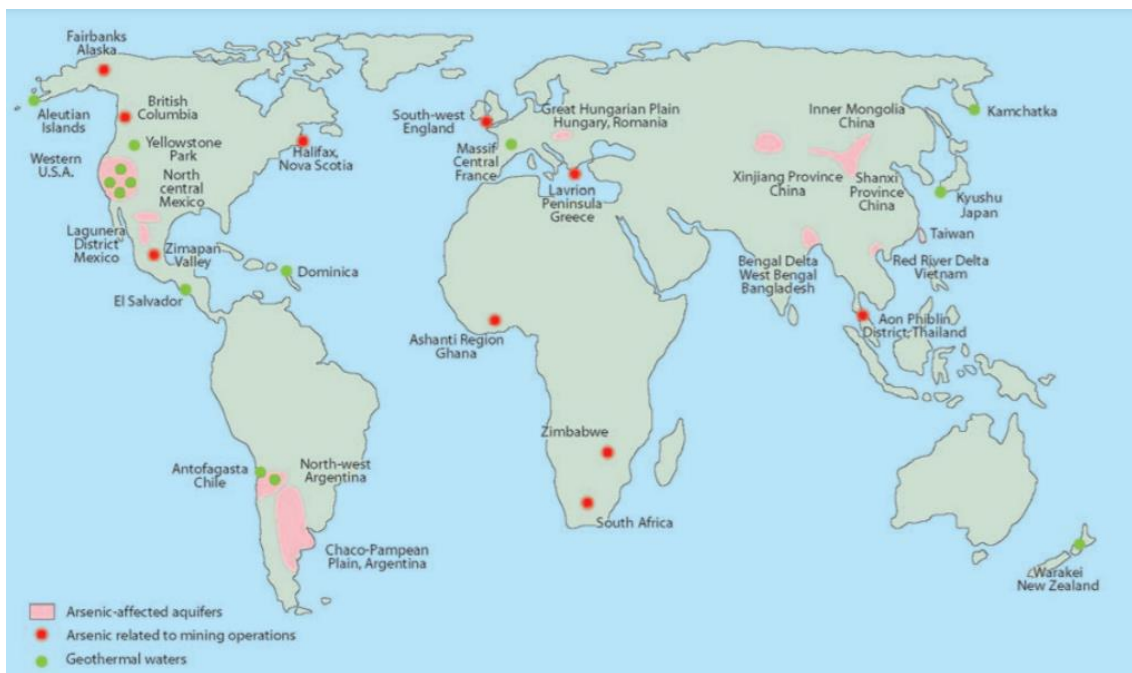 Fairbanks
Alaska
Aleutian
Islands
British
Columbia
Yellowstone
Park
Western
U.S.A.
North
central
Mexico
Halifax,
Nova Scotia
Lagunera
District
Mexico
Zimapan
Valley
El Salvador
Dominica
South-west
England
Great Hungarian Plain
Hungary, Romania
Massif
Central
France
Lavrion
Peninsula
Greece
Inner Mongolia
China
Kamchatka
Xinjiang Province
China
Shanxi
Province
China
Kyushu
Japan
Taiwan
Bengal Delta
West Bengal
Bangladesh
Red River Delta
Vietnam
Aon Phiblin
District, Thailand
Ashanti Region
Ghana
Zimbabwe
South Africa
Antofagasta
Chile
North-west
Argentina
Chaco-Pampean
Plain, Argentina
Warakei
New Zealand
Arsenic-affected aquifers
Arsenic related to mining operations
Geothermal waters